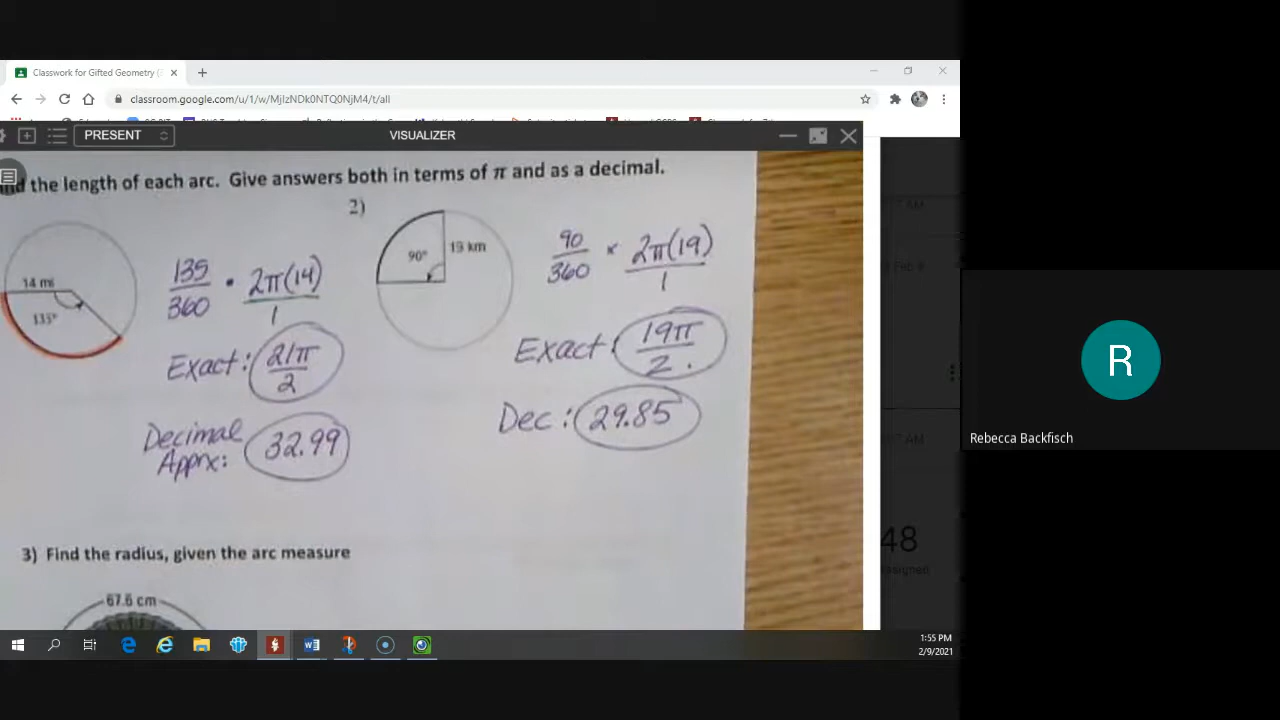 Classwork for Gifted Geometry (
classroom.google.com/u/1/w/MjIzNDk0NTQ0NjM4/t/all
PRESENT
VISUALIZER
the length of each arc. Give answers both in terms of π and as a decimal.
2)
14 mi
135°
135/360 • 2π(14)/1
Exact: 21π/2
Decimal
Apprx: 32.99
90°
19 km
90/360 × 2π(19)/1
Exact: 19π/2.
Dec: 29.85
3) Find the radius, given the arc measure
67.6 cm
48
R
Rebecca Backfisch
1:55 PM
2/9/2021